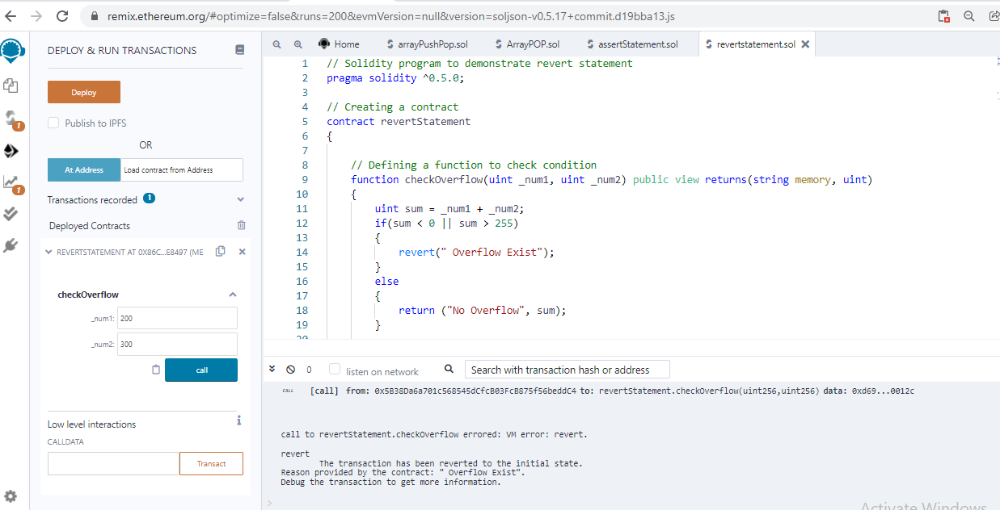 remix.ethereum.org/#optimize=false&runs=200&evmVersion=null&version=soljson-v0.5.17+commit.d19bba13.js
DEPLOY & RUN TRANSACTIONS
Deploy
Publish to IPFS
OR
At Address Load contract from Address
Transactions recorded 1
Deployed Contracts
REVERTSTATEMENT AT 0X86C...E8497 (ME
checkOverflow
_num1: 200
_num2: 300
call
Low level interactions
CALLDATA
Transact
1
1
Home arrayPushPop.sol ArrayPOP.sol assertStatement.sol revertstatement.sol
1 // Solidity program to demonstrate revert statement
2 pragma solidity ^0.5.0;
3
4 // Creating a contract
5 contract revertStatement
6 {
7
8 // Defining a function to check condition
9 function checkOverflow(uint _num1, uint _num2) public view returns(string memory, uint)
10 {
11 uint sum = _num1 + _num2;
12 if(sum < 0 || sum > 255)
13 {
14 revert(" Overflow Exist");
15 }
16 else
17 {
18 return ("No Overflow", sum);
19 }
20
0 listen on network Search with transaction hash or address
CALL [call] from: 0x5B38Da6a701c568545dCfcB03FcB875f56beddC4 to: revertStatement.checkOverflow(uint256,uint256) data: 0xd69...0012c
call to revertStatement.checkOverflow errored: VM error: revert.
revert
The transaction has been reverted to the initial state.
Reason provided by the contract: " Overflow Exist".
Debug the transaction to get more information.
>
Activate Windows